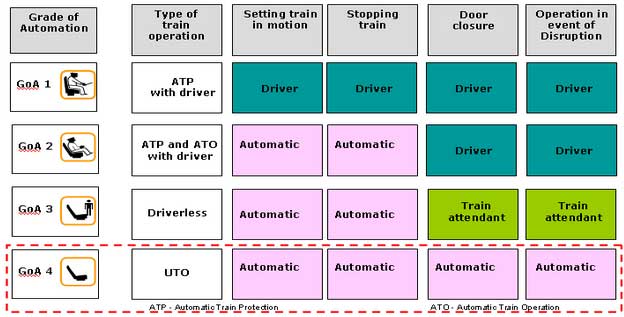 Grade of
Automation
Type of
train
operation
Setting train
in motion
Stopping
train
Door
closure
Operation in
event of
Disruption
GoA 1
ATP
with driver
Driver
Driver
Driver
Driver
GoA 2
ATP and ATO
with driver
Automatic
Automatic
Driver
Driver
GoA 3
Driverless
Automatic
Automatic
Train
attendant
Train
attendant
GoA 4
UTO
Automatic
Automatic
Automatic
Automatic
ATP - Automatic Train Protection
ATO - Automatic Train Operation